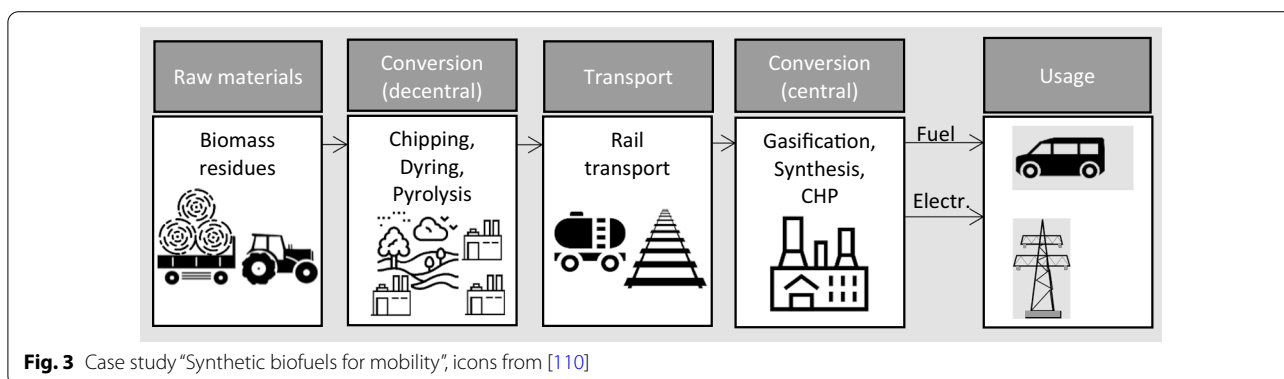 Raw materials
Conversion
(decentral)
Transport
Conversion
(central)
Usage
Biomass
residues
Chipping,
Dyring,
Pyrolysis
Rail
transport
Gasification,
Synthesis,
CHP
Fuel
Electr.
Fig. 3 Case study "Synthetic biofuels for mobility", icons from [110]